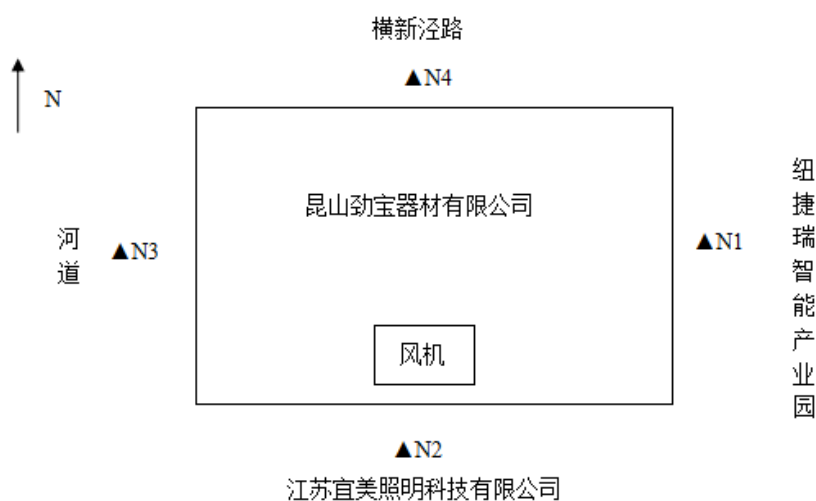 横新泾路
▲N4
N
昆山劲宝器材有限公司
河道
▲N3
▲N1
纽捷瑞智能产业园
风机
▲N2
江苏宜美照明科技有限公司